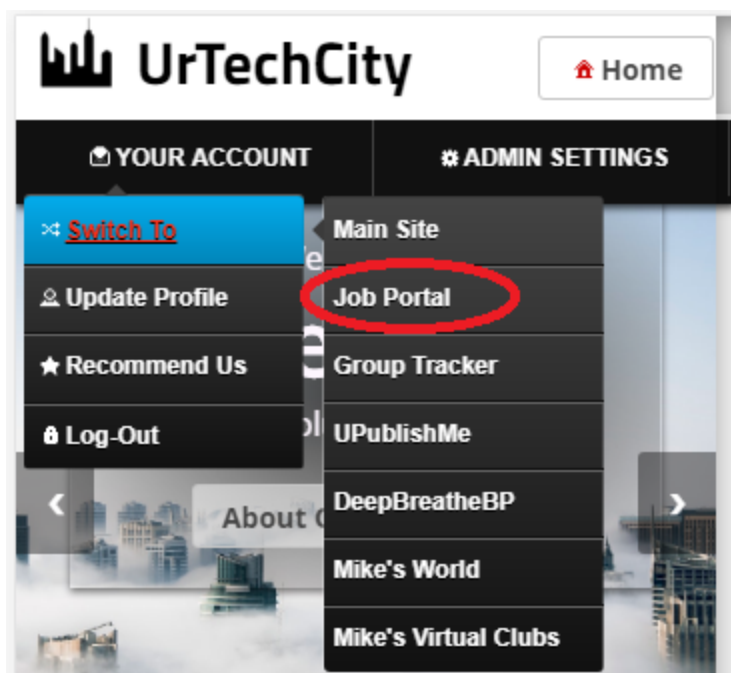 UrTechCity
Home
YOUR ACCOUNT
ADMIN SETTINGS
Switch To
Update Profile
Recommend Us
Log-Out
Main Site
Job Portal
Group Tracker
UPublishMe
DeepBreatheBP
Mike's World
Mike's Virtual Clubs
About